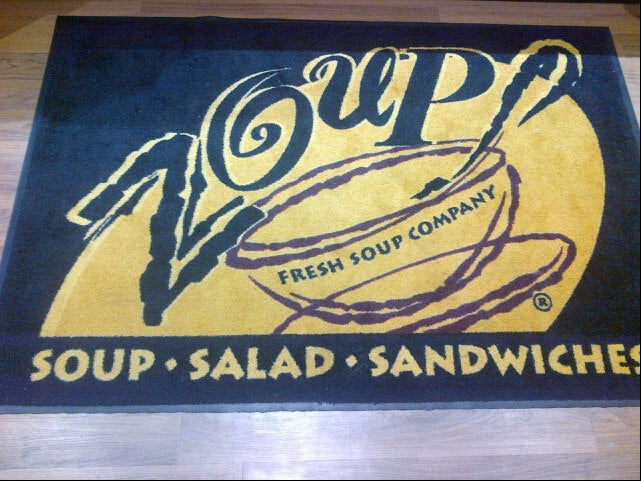 Zoup!
FRESH SOUP COMPANY
®
SOUP · SALAD · SANDWICHES